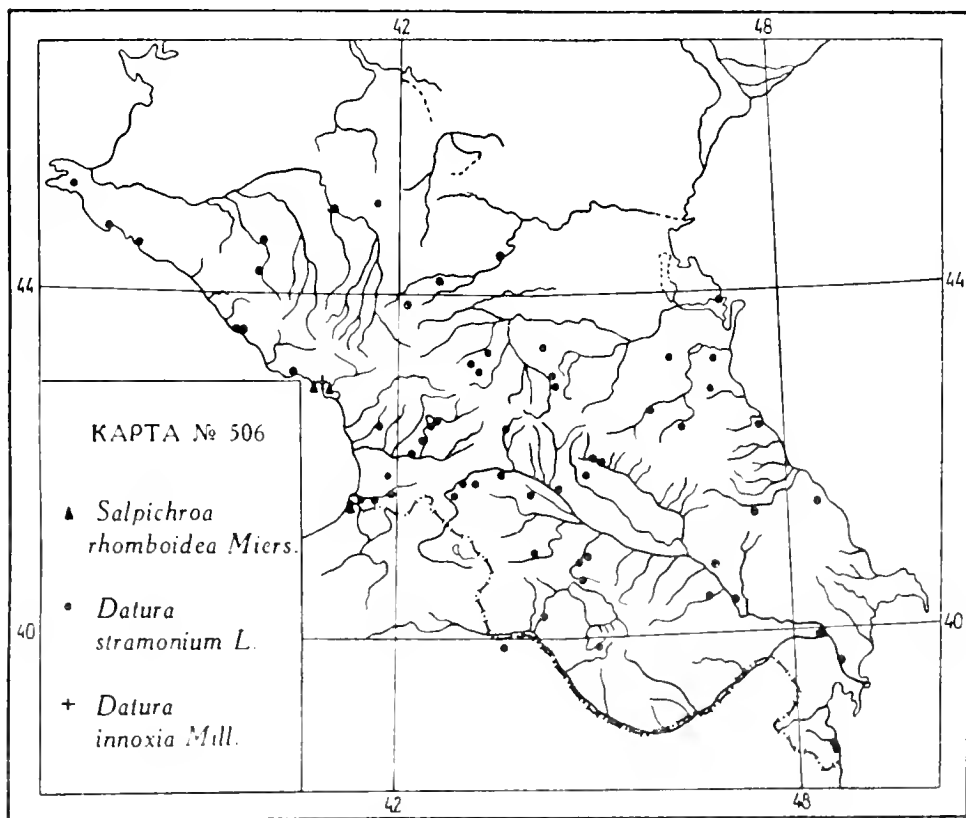 42 48
44 44
КАРТА № 506
Salpichroa
rhomboidea Miers.
Datura
stramonium L.
Datura
innoxia Mill.
40 40
42 48